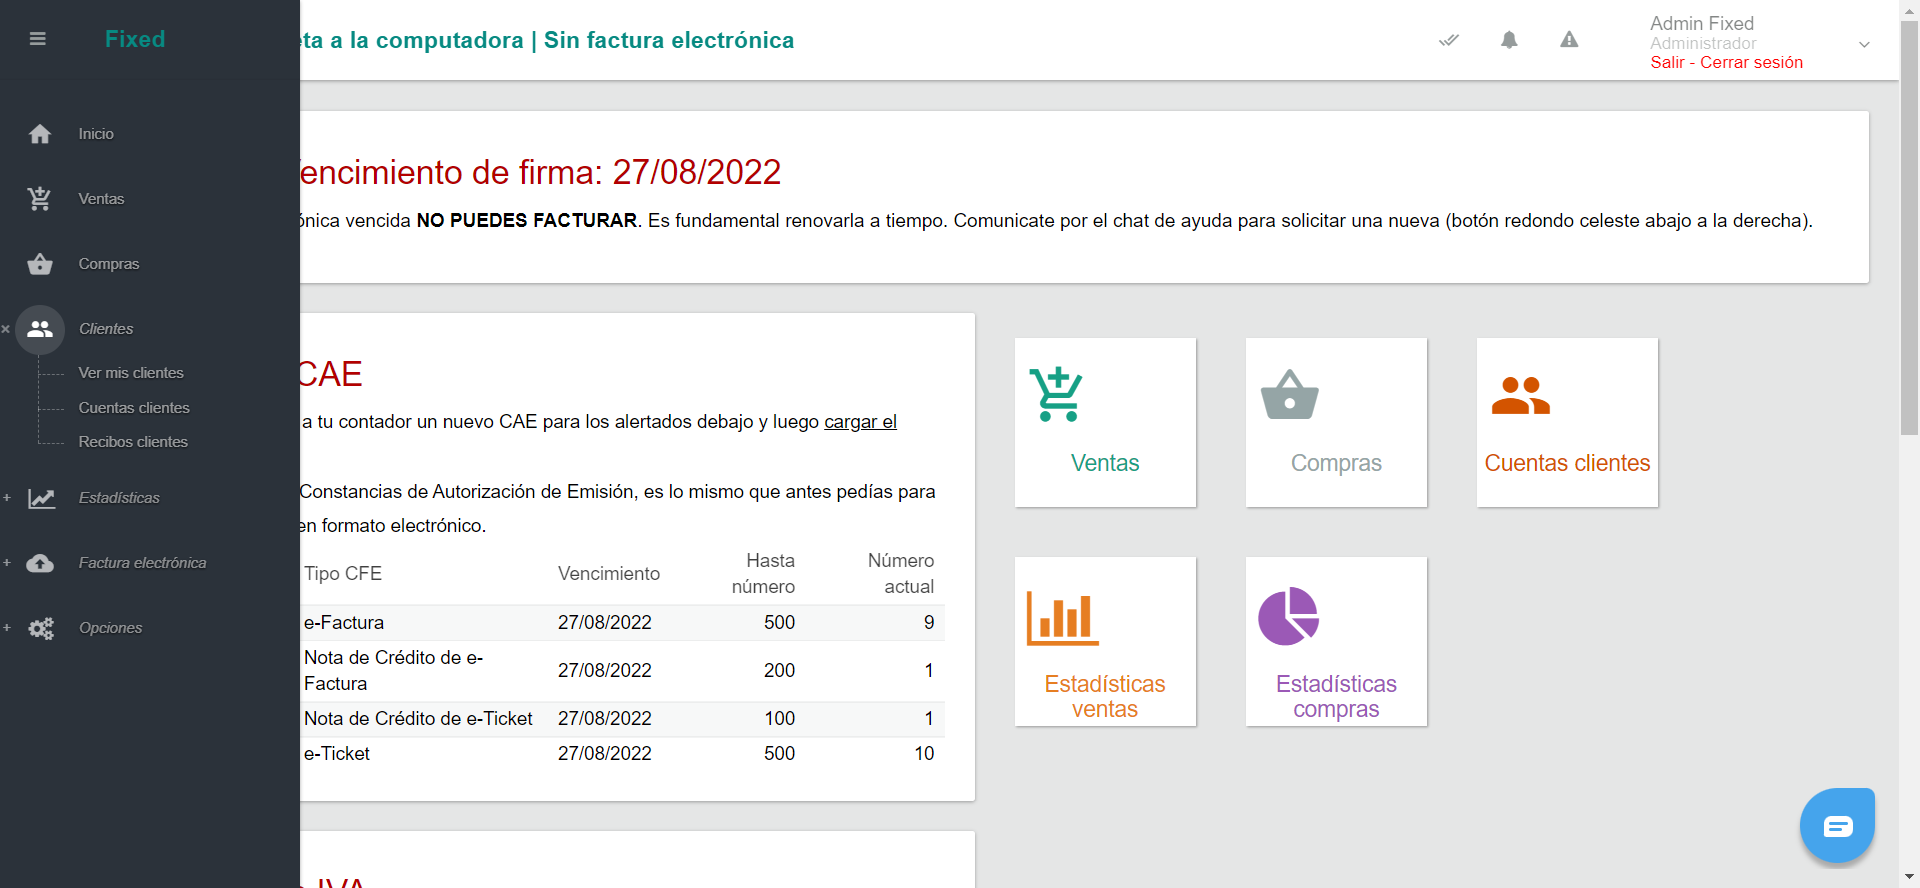 Fixed
Inicio
Ventas
Compras
Clientes
Ver mis clientes
Cuentas clientes
Recibos clientes
Estadísticas
Factura electrónica
Opciones
a la computadora | Sin factura electrónica
Admin Fixed
Administrador
Salir - Cerrar sesión
encimiento de firma: 27/08/2022
ónica vencida NO PUEDES FACTURAR. Es fundamental renovarla a tiempo. Comunicate por el chat de ayuda para solicitar una nueva (botón redondo celeste abajo a la derecha).
CAE
a tu contador un nuevo CAE para los alertados debajo y luego cargar el
Constancias de Autorización de Emisión, es lo mismo que antes pedías para
en formato electrónico.
Tipo CFE Vencimiento Hasta número Número actual
e-Factura 27/08/2022 500 9
Nota de Crédito de e-
Factura 27/08/2022 200 1
Nota de Crédito de e-Ticket 27/08/2022 100 1
e-Ticket 27/08/2022 500 10
IVA
Ventas
Compras
Cuentas clientes
Estadísticas
ventas
Estadísticas
compras